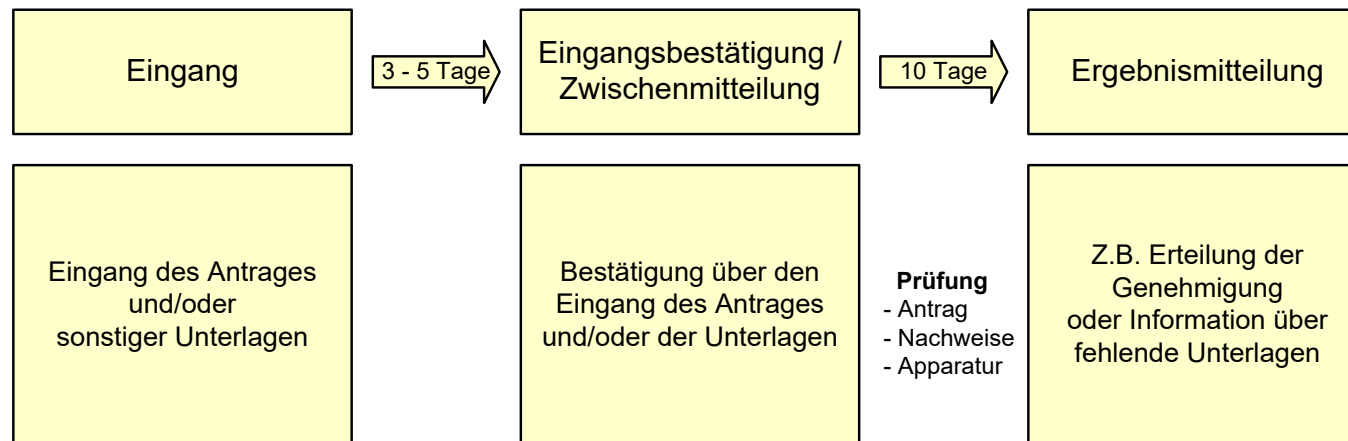 Eingang
3 - 5 Tage
Eingangsbestätigung /
Zwischenmitteilung
10 Tage
Ergebnismitteilung
Eingang des Antrages
und/oder
sonstiger Unterlagen
Bestätigung über den
Eingang des Antrages
und/oder der Unterlagen
Prüfung
- Antrag
- Nachweise
- Apparatur
Z.B. Erteilung der
Genehmigung
oder Information über
fehlende Unterlagen